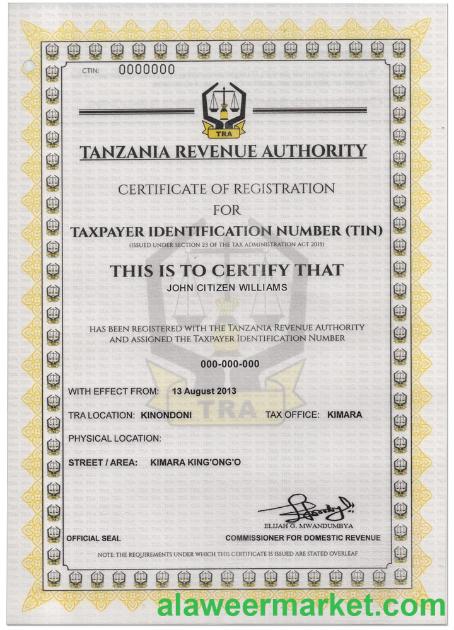 CTIN: 0000000
TRA
TANZANIA REVENUE AUTHORITY
CERTIFICATE OF REGISTRATION
FOR
TAXPAYER IDENTIFICATION NUMBER (TIN)
(ISSUED UNDER SECTION 23 OF THE TAX ADMINISTRATION ACT 2015)
THIS IS TO CERTIFY THAT
JOHN CITIZEN WILLIAMS
HAS BEEN REGISTERED WITH THE TANZANIA REVENUE AUTHORITY
AND ASSIGNED THE TAXPAYER IDENTIFICATION NUMBER
000-000-000
WITH EFFECT FROM: 13 August 2013
TRA
TRA LOCATION: KINONDONI TAX OFFICE: KIMARA
PHYSICAL LOCATION:
STREET / AREA: KIMARA KING'ONG'O
ELIJAH G. MWANDUMBYA
OFFICIAL SEAL COMMISSIONER FOR DOMESTIC REVENUE
NOTE: THE REQUIREMENTS UNDER WHICH THIS CERTIFICATE IS ISSUED ARE STATED OVERLEAF
alaweermarket.com